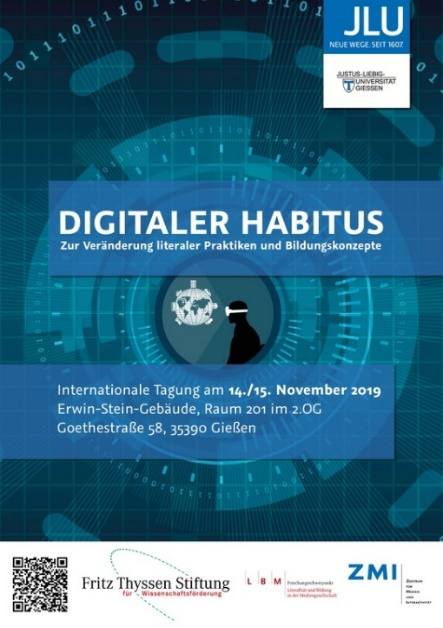 JLU
NEUE WEGE. SEIT 1607.
JUSTUS-LIEBIG-
UNIVERSITÄT
GIESSEN
DIGITALER HABITUS
Zur Veränderung literaler Praktiken und Bildungskonzepte
Internationale Tagung am 14./15. November 2019
Erwin-Stein-Gebäude, Raum 201 im 2.OG
Goethestraße 58, 35390 Gießen
Fritz Thyssen Stiftung
für Wissenschaftsförderung
L B M
Forschungsschwerpunkt
Literalität und Bildung
in der Mediengesellschaft
ZMI
ZENTRUM
FÜR
MEDIEN
UND
INTERAKTIVITÄT